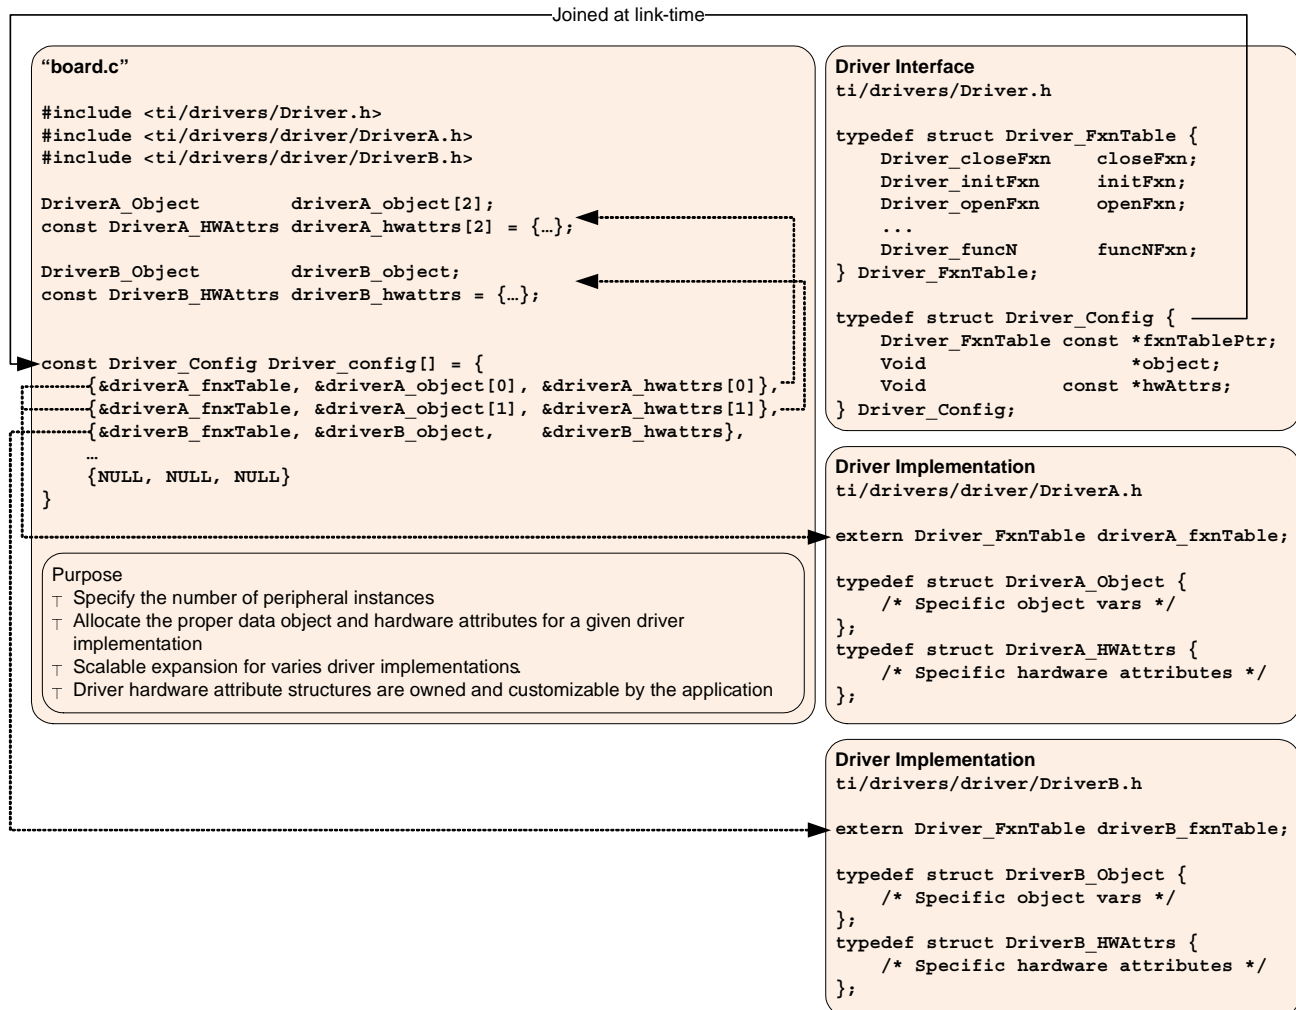 Joined at link-time
“board.c”
#include <ti/drivers/Driver.h>
#include <ti/drivers/driver/DriverA.h>
#include <ti/drivers/driver/DriverB.h>
DriverA_Object        driverA_object[2];
const DriverA_HWAttrs driverA_hwattrs[2] = {…};
DriverB_Object        driverB_object;
const DriverB_HWAttrs driverB_hwattrs = {…};
const Driver_Config Driver_config[] = {
    {&driverA_fnxTable, &driverA_object[0], &driverA_hwattrs[0]},
    {&driverA_fnxTable, &driverA_object[1], &driverA_hwattrs[1]},
    {&driverB_fnxTable, &driverB_object,    &driverB_hwattrs},
    …
    {NULL, NULL, NULL}
}
Purpose
┬ Specify the number of peripheral instances
┬ Allocate the proper data object and hardware attributes for a given driver
implementation
┬ Scalable expansion for varies driver implementations.
┬ Driver hardware attribute structures are owned and customizable by the application
Driver Interface
ti/drivers/Driver.h
typedef struct Driver_FxnTable {
    Driver_closeFxn    closeFxn;
    Driver_initFxn     initFxn;
    Driver_openFxn     openFxn;
    ...
    Driver_funcN       funcNFxn;
} Driver_FxnTable;
typedef struct Driver_Config {
    Driver_FxnTable const *fxnTablePtr;
    Void                  *object;
    Void            const *hwAttrs;
} Driver_Config;
Driver Implementation
ti/drivers/driver/DriverA.h
extern Driver_FxnTable driverA_fxnTable;
typedef struct DriverA_Object {
    /* Specific object vars */
};
typedef struct DriverA_HWAttrs {
    /* Specific hardware attributes */
};
Driver Implementation
ti/drivers/driver/DriverB.h
extern Driver_FxnTable driverB_fxnTable;
typedef struct DriverB_Object {
    /* Specific object vars */
};
typedef struct DriverB_HWAttrs {
    /* Specific hardware attributes */
};